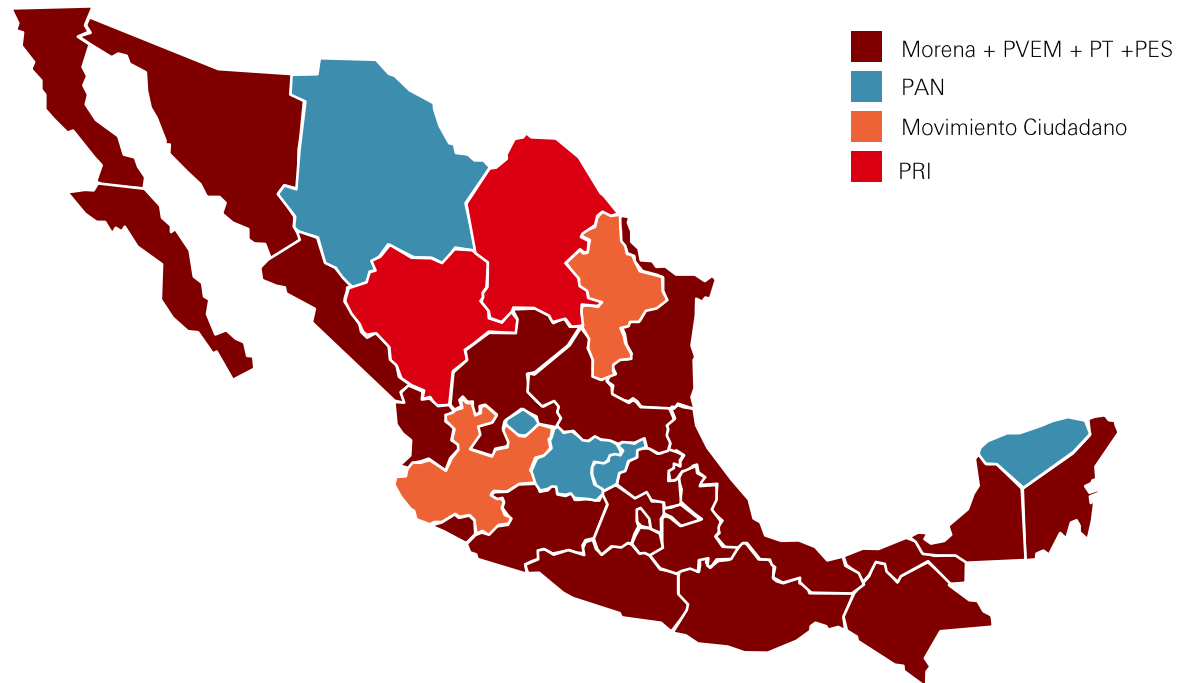 Morena + PVEM + PT +PES
PAN
Movimiento Ciudadano
PRI